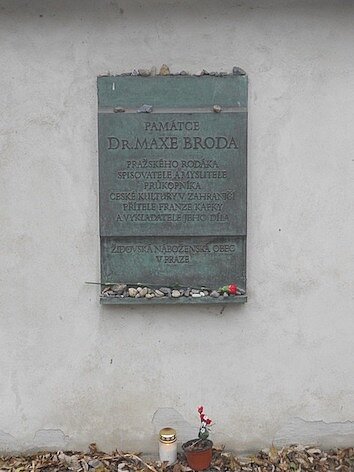 PAMÁTCE
DR. MAXE BRODA
PRAŽSKÉHO RODÁKA
SPISOVATELE A MYSLITELE
PRŮKOPNÍKA
ČESKÉ KULTURY V ZAHRANIČÍ
PŘÍTELE FRANZE KAFKY
A VYKLADATELE JEHO DÍLA
ŽIDOVSKÁ NÁBOŽENSKÁ OBEC
V PRAZE